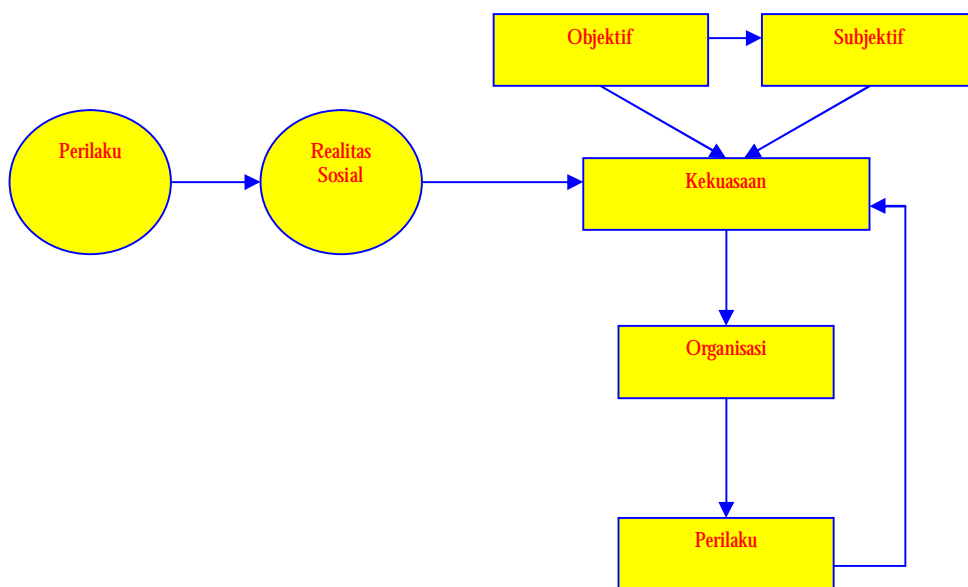 Objektif
Subjektif
Perilaku
Realitas
Sosial
Kekuasaan
Organisasi
Perilaku